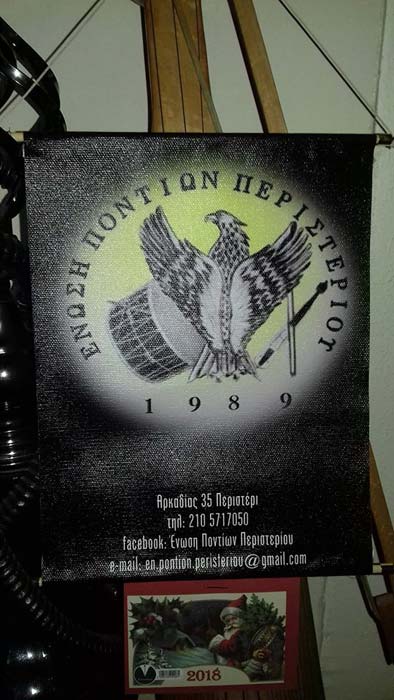 ΕΝΩΣΗ ΠΟΝΤΙΩΝ ΠΕΡΙΣΤΕΡΙΟΥ
1989
Αρκαδίας 35 Περιστέρι
τηλ: 210 5717050
facebook: Ένωση Ποντίων Περιστερίου
e-mail: en.pontion.peristeriou@gmail.com
2018